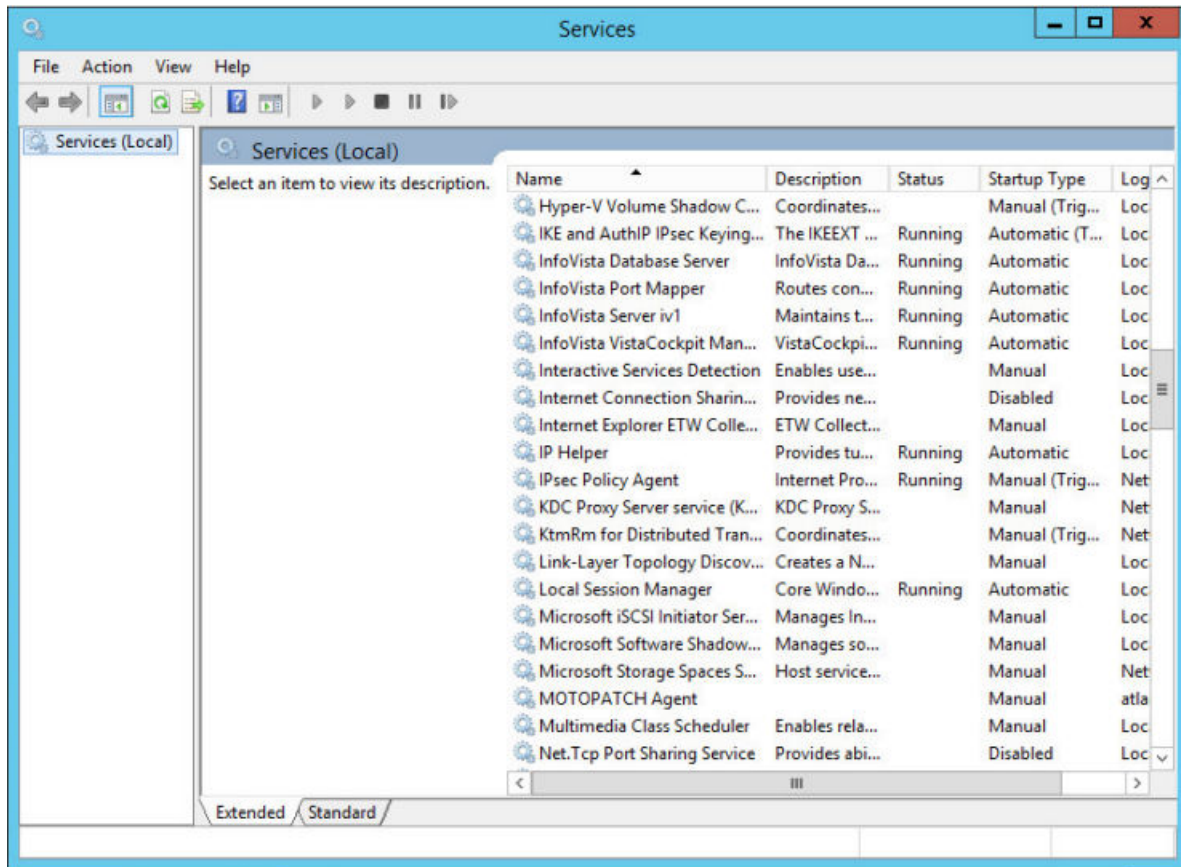 Services
File Action View Help
Services (Local)
Services (Local)
Select an item to view its description.
Name Description Status Startup Type Log
Hyper-V Volume Shadow C... Coordinates... Manual (Trig... Loc
IKE and AuthIP IPsec Keying... The IKEEXT ... Running Automatic (T... Loc
InfoVista Database Server InfoVista Da... Running Automatic Loc
InfoVista Port Mapper Routes con... Running Automatic Loc
InfoVista Server iv1 Maintains t... Running Automatic Loc
InfoVista VistaCockpit Man... VistaCockpi... Running Automatic Loc
Interactive Services Detection Enables use... Manual Loc
Internet Connection Sharin... Provides ne... Disabled Loc
Internet Explorer ETW Colle... ETW Collect... Manual Loc
IP Helper Provides tu... Running Automatic Loc
IPsec Policy Agent Internet Pro... Running Manual (Trig... Net
KDC Proxy Server service (K... KDC Proxy S... Manual Net
KtmRm for Distributed Tran... Coordinates... Manual (Trig... Net
Link-Layer Topology Discov... Creates a N... Manual Loc
Local Session Manager Core Windo... Running Automatic Loc
Microsoft iSCSI Initiator Ser... Manages In... Manual Loc
Microsoft Software Shadow... Manages so... Manual Loc
Microsoft Storage Spaces S... Host service... Manual Net
MOTOPATCH Agent Manual atla
Multimedia Class Scheduler Enables rela... Manual Loc
Net.Tcp Port Sharing Service Provides abi... Disabled Loc
Extended Standard